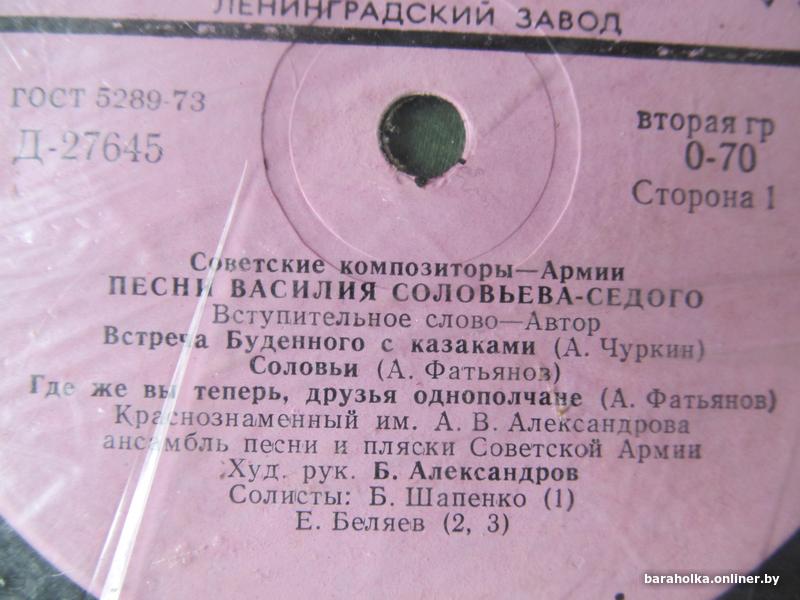 ЛЕНИНГРАДСКИЙ ЗАВОД
ГОСТ 5289-73
Д-27645
вторая гр
0-70
Сторона 1
Советские композиторы—Армии
ПЕСНИ ВАСИЛИЯ СОЛОВЬЕВА-СЕДОГО
Вступительное слово—Автор
Встреча Буденного с казаками (А. Чуркин)
Соловьи (А. Фатьянов)
Где же вы теперь, друзья однополчане (А. Фатьянов)
Краснознаменный им. А. В. Александрова
ансамбль песни и пляски Советской Армии
Худ. рук. Б. Александров
Солисты: Б. Шапенко (1)
Е. Беляев (2, 3)
baraholka.onliner.by